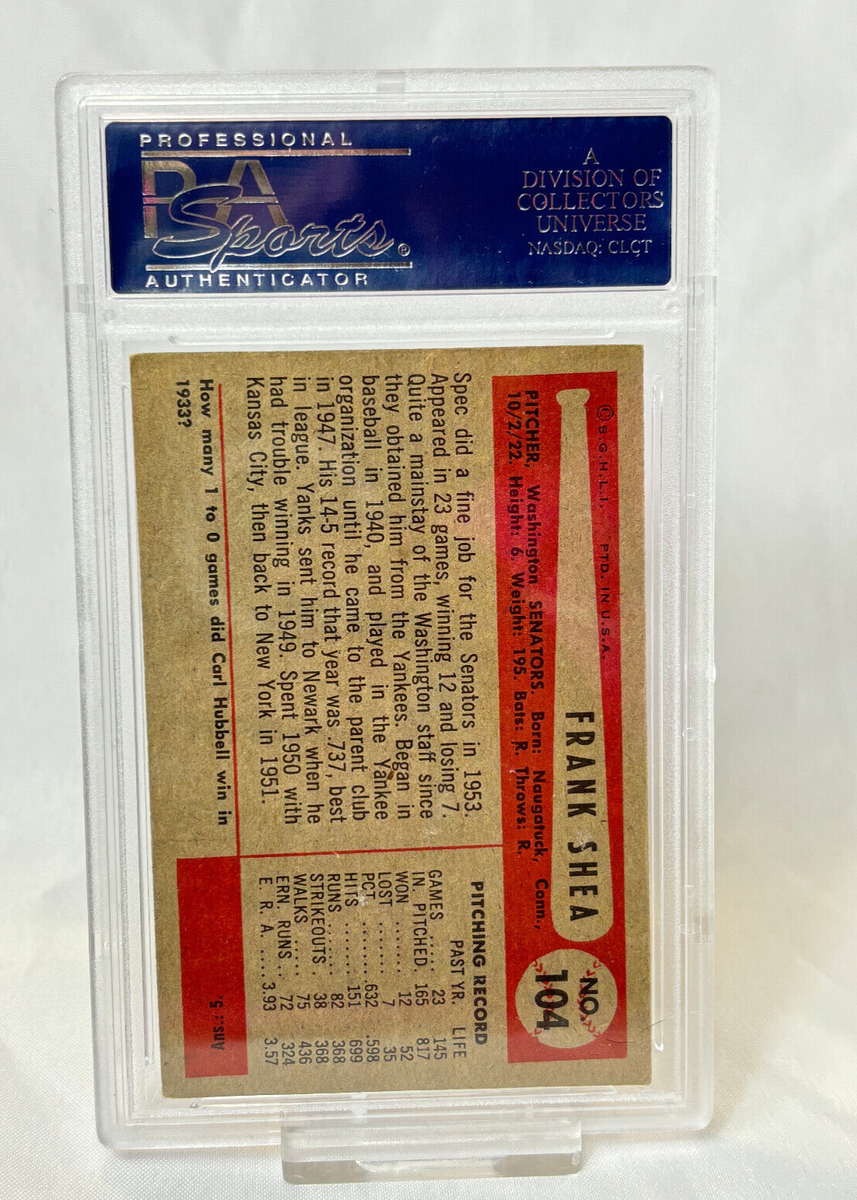 PROFESSIONAL
PSA
Sports®
AUTHENTICATOR
A
DIVISION OF
COLLECTORS
UNIVERSE
NASDAQ: CLCT
© B.G.H.L.I. PTD. IN U.S.A.
FRANK SHEA
NO.
104
PITCHER, Washington SENATORS. Born: Naugatuck, Conn.,
10/2/22. Height: 6. Weight: 195. Bats: R. Throws: R.
Spec did a fine job for the Senators in 1953.
Appeared in 23 games, winning 12 and losing 7.
Quite a mainstay of the Washington staff since
they obtained him from the Yankees. Began in
baseball in 1940, and played in the Yankee
organization until he came to the parent club
in 1947. His 14-5 record that year was .737, best
in league. Yanks sent him to Newark when he
had trouble winning in 1949. Spent 1950 with
Kansas City, then back to New York in 1951.
PITCHING RECORD
PAST YR. LIFE
GAMES ..... 23 145
IN. PITCHED. 165 817
WON ....... 12 52
LOST ....... 7 35
PCT. ....... .632 .598
HITS ....... 151 699
RUNS ....... 82 368
STRIKEOUTS . 38 368
WALKS ..... 75 436
ERN. RUNS .. 72 324
E. R. A. .... 3.93 3.57
How many 1 to 0 games did Carl Hubbell win in
1933?
Ans.: 5.